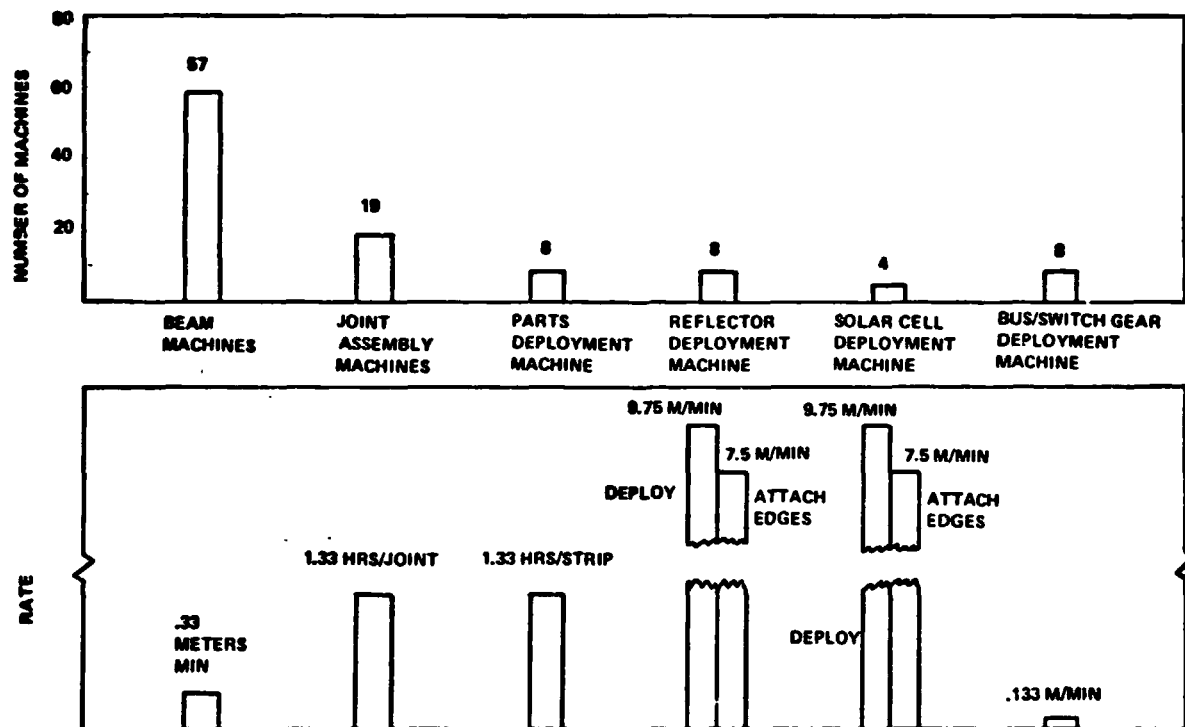 NUMBER OF MACHINES
80
60
40
20
57
19
8
8
4
8
BEAM
MACHINES
JOINT
ASSEMBLY
MACHINES
PARTS
DEPLOYMENT
MACHINE
REFLECTOR
DEPLOYMENT
MACHINE
SOLAR CELL
DEPLOYMENT
MACHINE
BUS/SWITCH GEAR
DEPLOYMENT
MACHINE
RATE
.33
METERS
MIN
1.33 HRS/JOINT
1.33 HRS/STRIP
9.75 M/MIN
7.5 M/MIN
DEPLOY
ATTACH
EDGES
9.75 M/MIN
7.5 M/MIN
ATTACH
EDGES
DEPLOY
.133 M/MIN